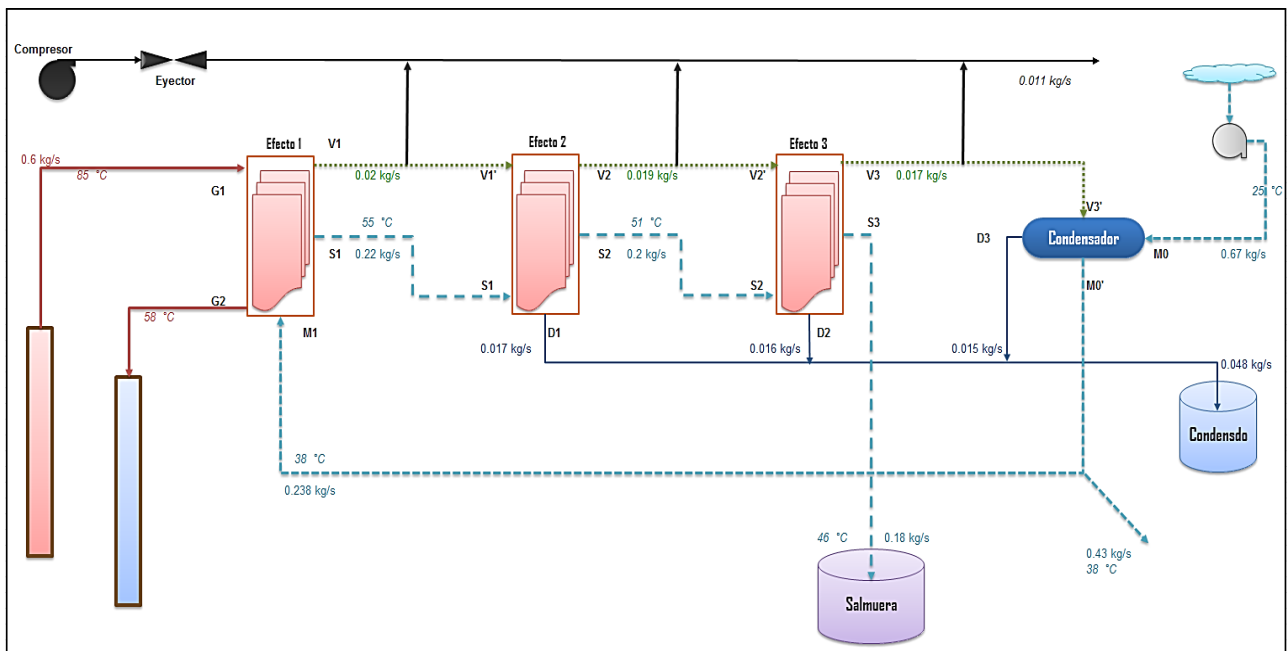 Compresor
Eyector
0.011 kg/s
Efecto 1
V1
Efecto 2
Efecto 3
0.6 kg/s
85 °C
G1
0.02 kg/s
V1'
V2
0.019 kg/s
V2'
V3
0.017 kg/s
25 °C
V3'
55 °C
51 °C
S3
D3
Condensador
S1
0.22 kg/s
S2
0.2 kg/s
M0
0.67 kg/s
M0'
S1
S2
G2
58 °C
M1
D1
D2
0.017 kg/s
0.016 kg/s
0.015 kg/s
0.048 kg/s
Condensdo
38 °C
0.238 kg/s
46 °C
0.18 kg/s
0.43 kg/s
38 °C
Salmuera